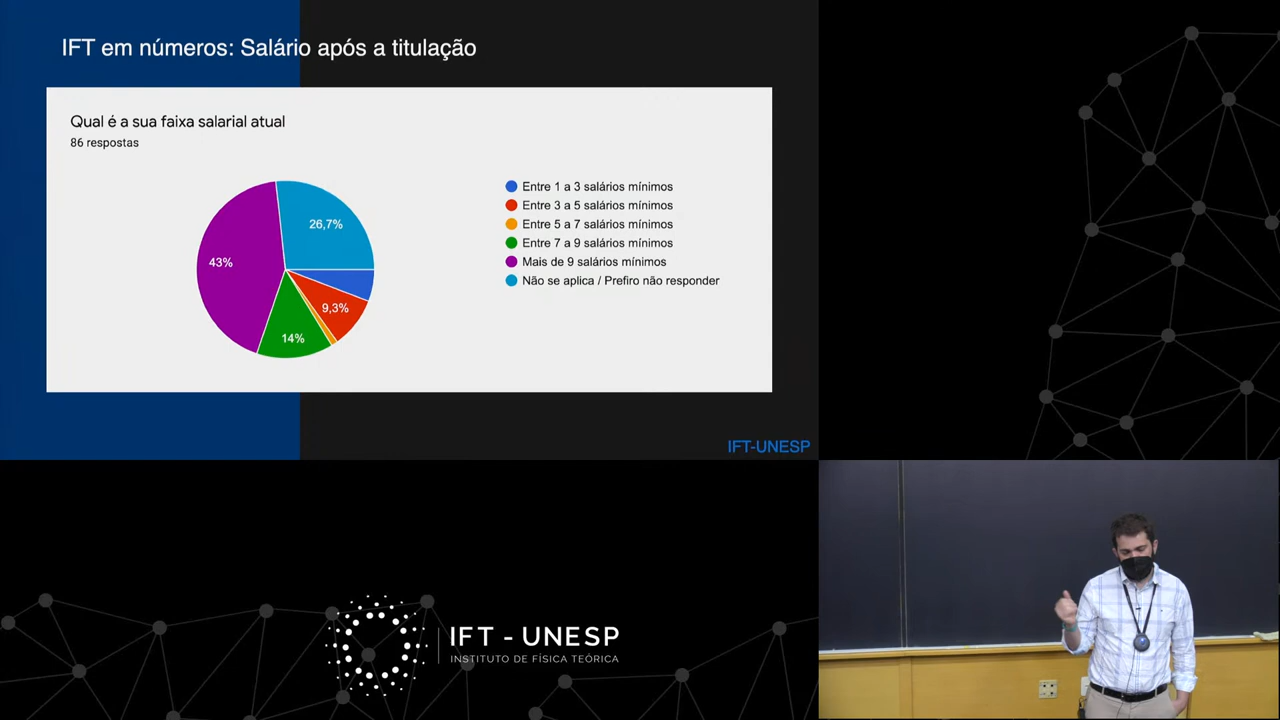 IFT em números: Salário após a titulação
Qual é a sua faixa salarial atual
86 respostas
26,7%
43%
9,3%
14%
Entre 1 a 3 salários mínimos
Entre 3 a 5 salários mínimos
Entre 5 a 7 salários mínimos
Entre 7 a 9 salários mínimos
Mais de 9 salários mínimos
Não se aplica / Prefiro não responder
IFT-UNESP
IFT - UNESP
INSTITUTO DE FÍSICA TEÓRICA